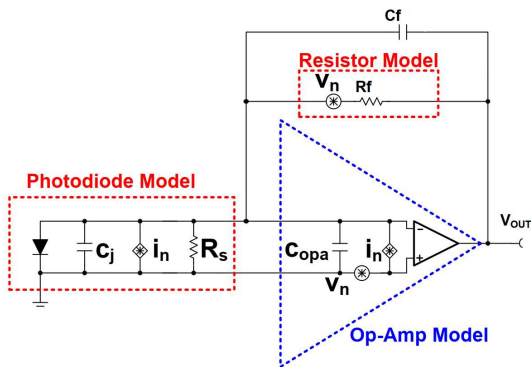 Cf
Resistor Model
Vn Rf
Photodiode Model
Cj in Rs
Copa in
Vn
−
+
VOUT
Op-Amp Model